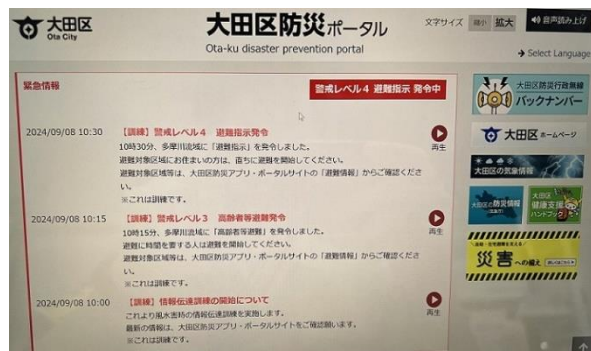 大田区
Ota City
大田区防災ポータル
Ota-ku disaster prevention portal
文字サイズ 縮小 拡大
音声読み上げ
Select Language
緊急情報
警戒レベル4 避難指示 発令中
2024/09/08 10:30
【訓練】警戒レベル4 避難指示発令
10時30分、多摩川流域に「避難指示」を発令しました。
避難対象区域にお住まいの方は、直ちに避難を開始してください。
避難対象区域等は、大田区防災アプリ・ポータルサイトの「避難情報」からご確認くださ
い。
※これは訓練です。
再生
2024/09/08 10:15
【訓練】警戒レベル3 高齢者等避難発令
10時15分、多摩川流域に「高齢者等避難」を発令しました。
避難に時間を要する人は避難を開始してください。
避難対象区域等は、大田区防災アプリ・ポータルサイトの「避難情報」からご確認くださ
い。
※これは訓練です。
再生
2024/09/08 10:00
【訓練】情報伝達訓練の開始について
これより風水害時の情報伝達訓練を実施します。
最新の情報は、大田区防災アプリ・ポータルサイトをご確認願います。
※これは訓練です。
再生
大田区防災行政無線
バックナンバー
大田区ホームページ
大田区の気象情報
大田区の防災情報
大田区
健康支援
ハンドブック
災害への備え